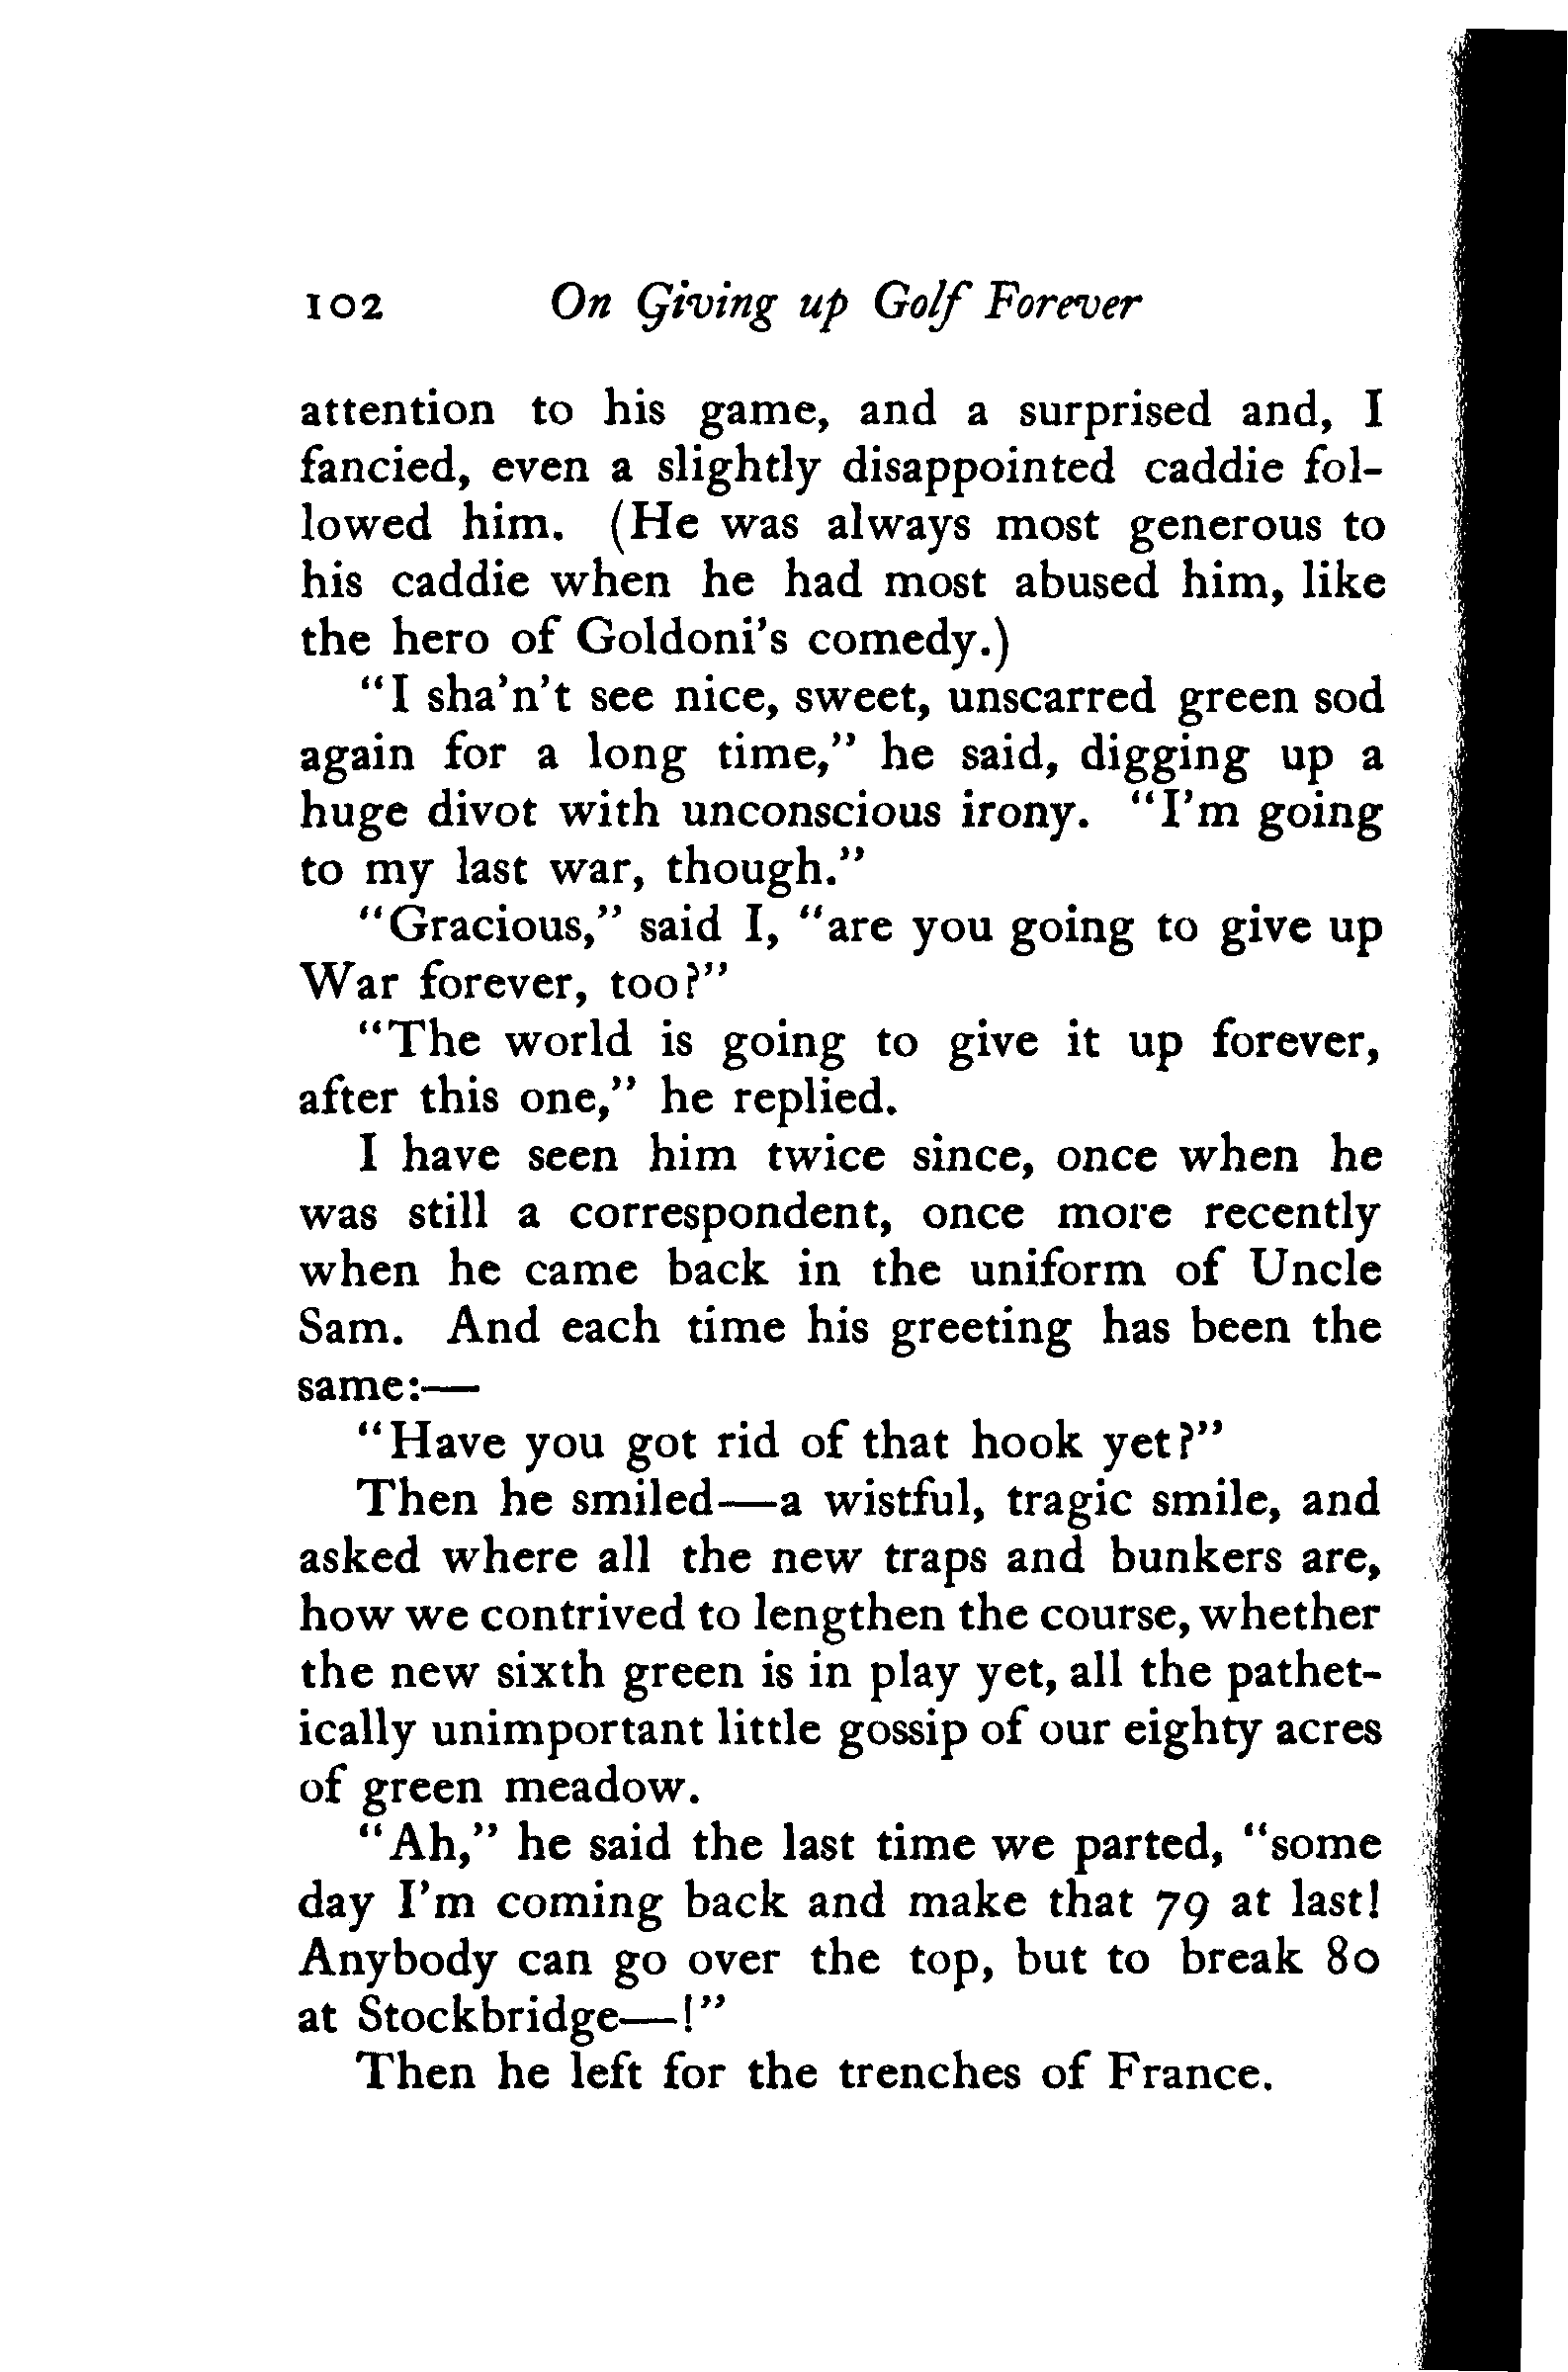 102 On Giving up Golf Forever
attention to his game, and a surprised and, I
fancied, even a slightly disappointed caddie fol-
lowed him. (He was always most generous to
his caddie when he had most abused him, like
the hero of Goldoni's comedy.)
"I sha'n't see nice, sweet, unscarred green sod
again for a long time," he said, digging up a
huge divot with unconscious irony. "I'm going
to my last war, though."
"Gracious," said I, "are you going to give up
War forever, too?"
"The world is going to give it up forever,
after this one," he replied.
I have seen him twice since, once when he
was still a correspondent, once more recently
when he came back in the uniform of Uncle
Sam. And each time his greeting has been the
same:—
"Have you got rid of that hook yet?"
Then he smiled—a wistful, tragic smile, and
asked where all the new traps and bunkers are,
how we contrived to lengthen the course, whether
the new sixth green is in play yet, all the pathet-
ically unimportant little gossip of our eighty acres
of green meadow.
"Ah," he said the last time we parted, "some
day I'm coming back and make that 79 at last!
Anybody can go over the top, but to break 80
at Stockbridge—!"
Then he left for the trenches of France.